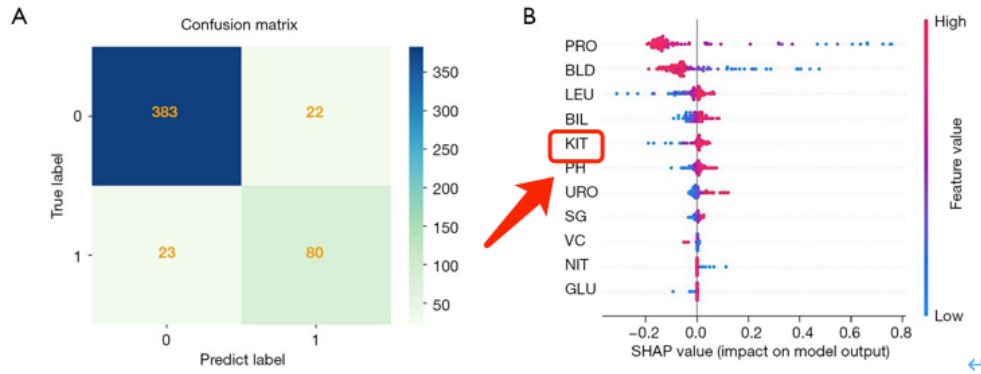 A
Confusion matrix
0
383
22
1
23
80
0
1
True label
Predict label
350
300
250
200
150
100
50
B
PRO
BLD
LEU
BIL
KIT
PH
URO
SG
VC
NIT
GLU
−0.2 0.0 0.2 0.4 0.6 0.8
SHAP value (impact on model output)
High
Feature value
Low